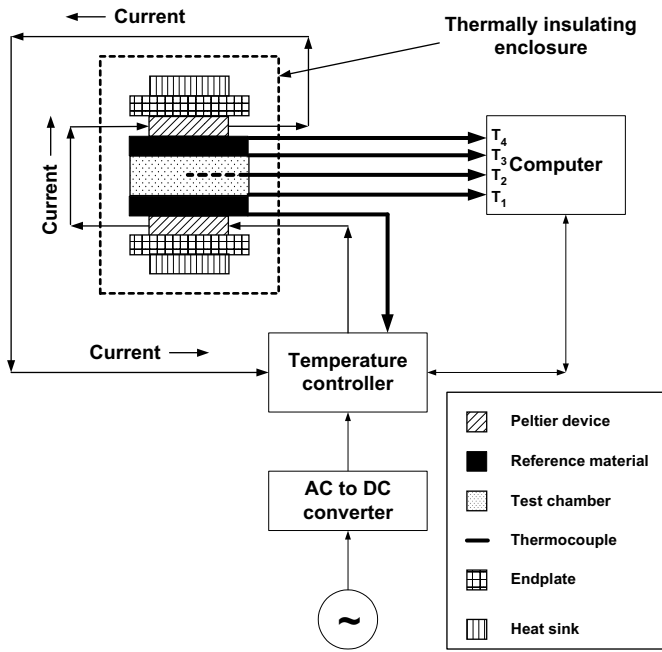 Current
Thermally insulating
enclosure
Current
T4
T3
T2
T1
Computer
Current
Temperature
controller
AC to DC
converter
~
Peltier device
Reference material
Test chamber
Thermocouple
Endplate
Heat sink